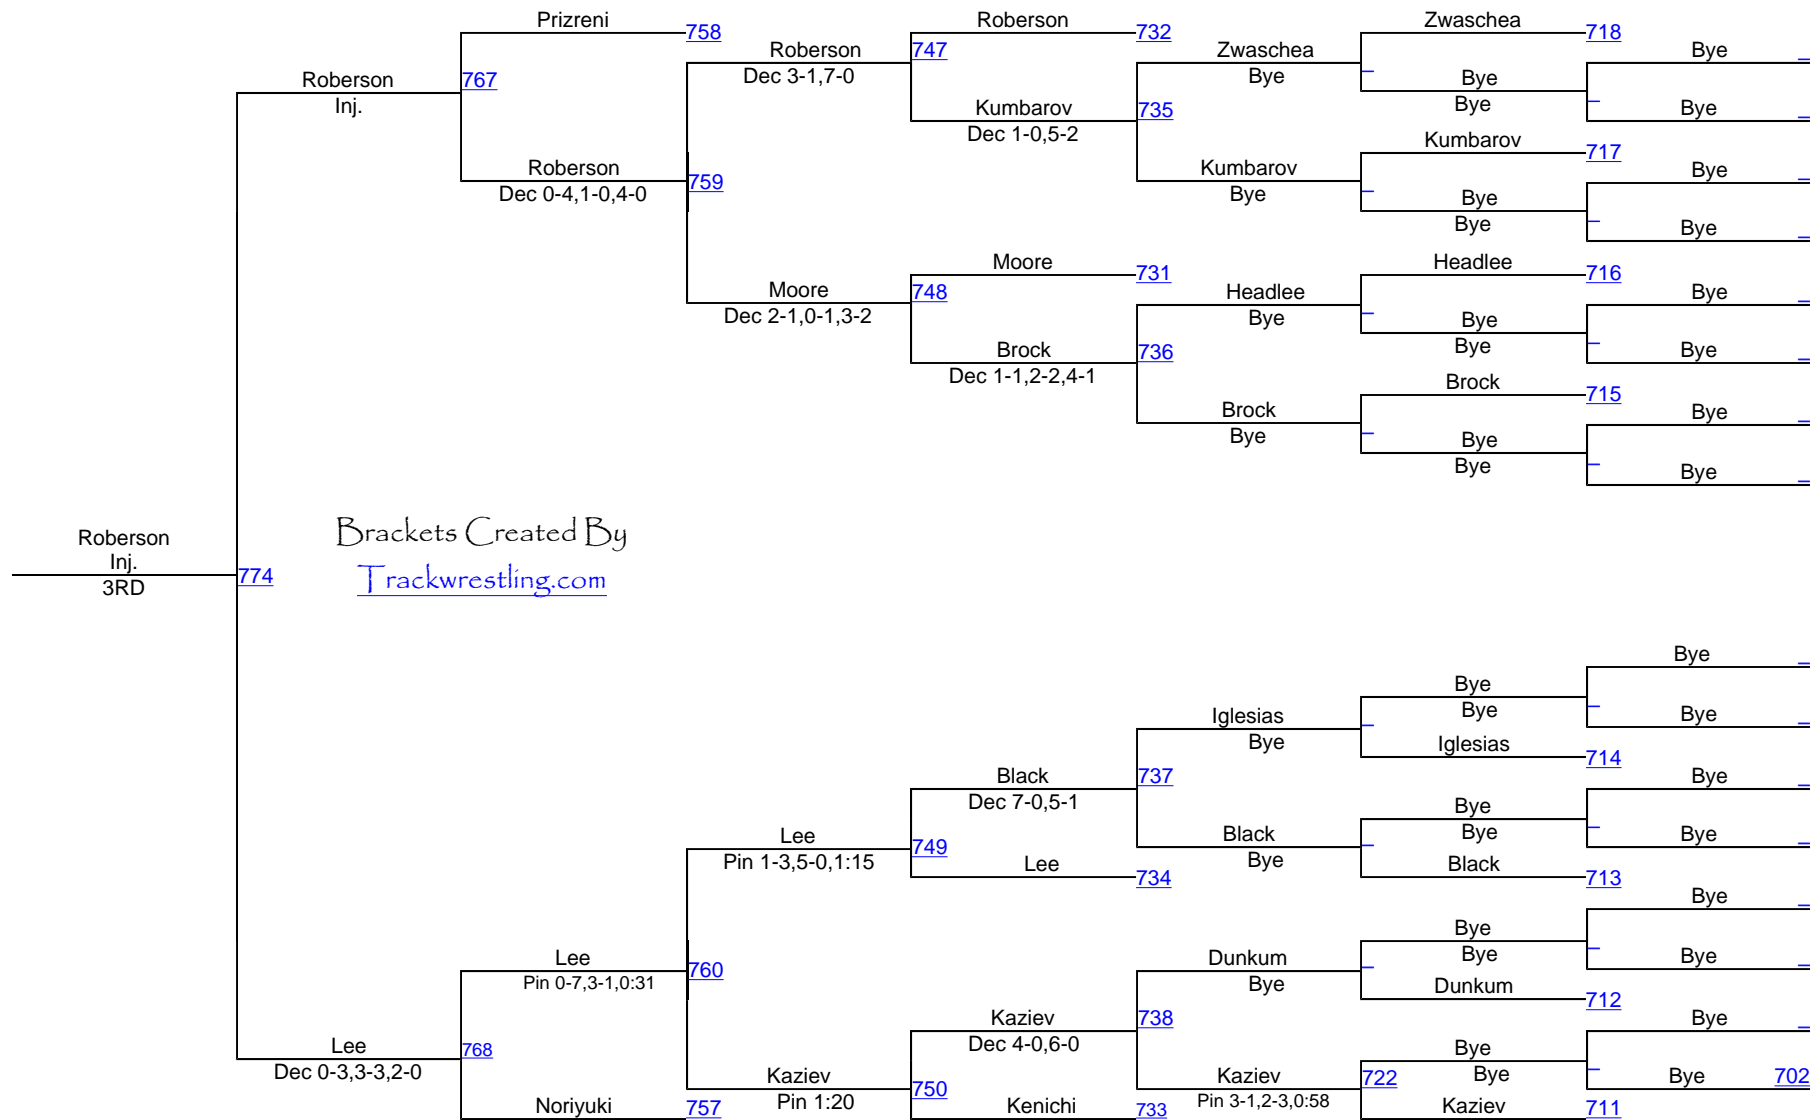 Prizreni
758
Roberson
732
Zwaschea
718
Roberson
Dec 3-1,7-0
747
Zwaschea
Bye
Bye
Roberson
Inj.
767
Bye
Bye
Bye
Kumbarov
Dec 1-0,5-2
735
Kumbarov
717
Roberson
Dec 0-4,1-0,4-0
759
Kumbarov
Bye
Bye
Bye
Bye
Bye
Moore
731
Headlee
716
Moore
Dec 2-1,0-1,3-2
748
Headlee
Bye
Bye
Bye
Bye
Bye
Brock
Dec 1-1,2-2,4-1
736
Brock
715
Brock
Bye
Bye
Bye
Bye
Bye
Roberson
Inj.
3RD
774
Brackets Created By
Trackwrestling.com
Bye
Bye
Bye
Bye
Iglesias
Bye
Iglesias
714
Black
Dec 7-0,5-1
737
Bye
Bye
Bye
Bye
Lee
Pin 1-3,5-0,1:15
749
Black
Bye
Lee
734
Black
713
Bye
Bye
Bye
Bye
Lee
Pin 0-7,3-1,0:31
760
Dunkum
Bye
Dunkum
712
Kaziev
Dec 4-0,6-0
738
Bye
Lee
Dec 0-3,3-3,2-0
768
Bye
Bye
Bye
702
Kaziev
Pin 1:20
750
Kaziev
Pin 3-1,2-3,0:58
722
Noriyuki
757
Kenichi
733
Kaziev
711